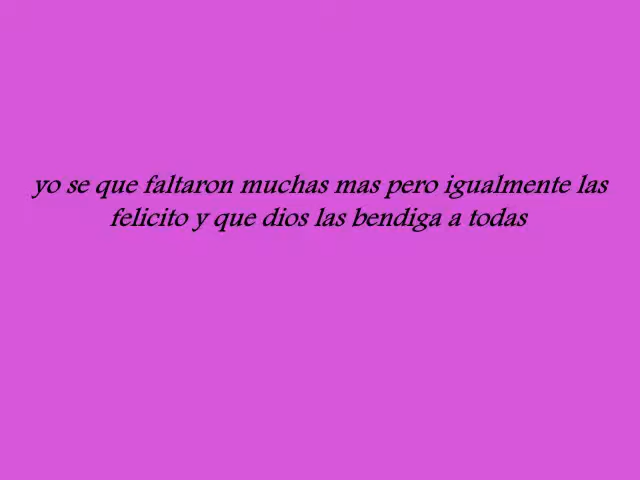 yo se que faltaron muchas mas pero igualmente las
felicito y que dios las bendiga a todas